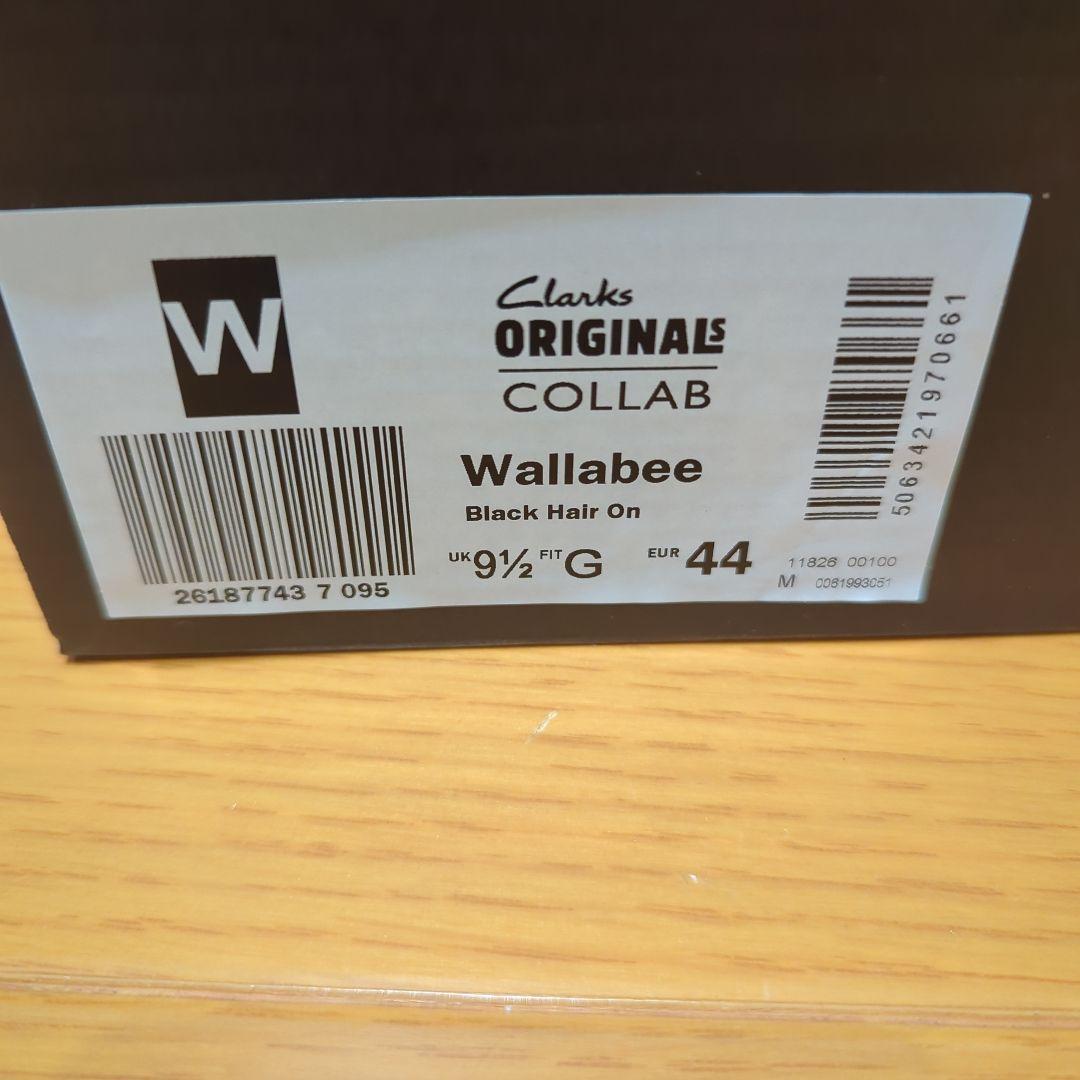 W
26187743 7 095
Clarks
ORIGINALS
COLLAB
Wallabee
Black Hair On
UK 9½ FIT G EUR 44
5063421970661
11826 00100
M 0061993051